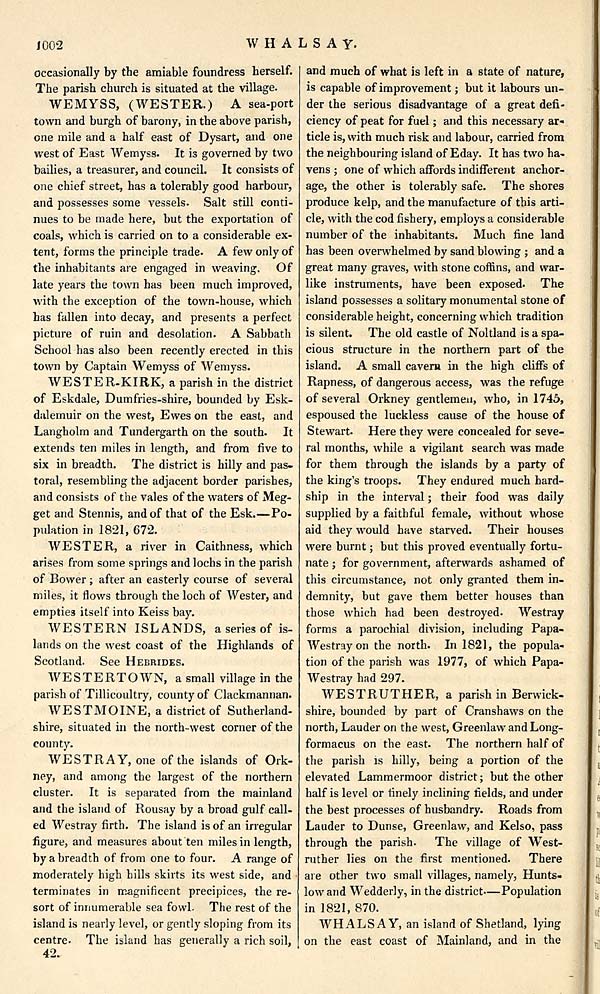 1002
WHALSAY.
occasionally by the amiable foundress herself.
The parish church is situated at the village.
WEMYSS, (WESTER.) A sea-port
town and burgh of barony, in the above parish,
one mile and a half east of Dysart, and one
west of East Wemyss. It is governed by two
bailies, a treasurer, and council. It consists of
one chief street, has a tolerably good harbour,
and possesses some vessels. Salt still conti-
nues to be made here, but the exportation of
coals, which is carried on to a considerable ex-
tent, forms the principle trade. A few only of
the inhabitants are engaged in weaving. Of
late years the town has been much improved,
with the exception of the town-house, which
has fallen into decay, and presents a perfect
picture of ruin and desolation. A Sabbath
School has also been recently erected in this
town by Captain Wemyss of Wemyss.
WESTER-KIRK, a parish in the district
of Eskdale, Dumfries-shire, bounded by Esk-
dalemuir on the west, Ewes on the east, and
Langholm and Tundergarth on the south. It
extends ten miles in length, and from five to
six in breadth. The district is hilly and pas-
toral, resembling the adjacent border parishes,
and consists of the vales of the waters of Meg-
get and Stennis, and of that of the Esk.—Po-
pulation in 1821, 672.
WESTER, a river in Caithness, which
arises from some springs and lochs in the parish
of Bower; after an easterly course of several
miles, it flows through the loch of Wester, and
empties itself into Keiss bay.
WESTERN ISLANDS, a series of is-
lands on the west coast of the Highlands of
Scotland. See HEBRIDES.
WESTERTOWN, a small village in the
parish of Tillicoultry, county of Clackmannan.
WESTMOINE, a district of Sutherland-
shire, situated in the north-west corner of the
county.
WESTRAY, one of the islands of Ork-
ney, and among the largest of the northern
cluster. It is separated from the mainland
and the island of Rousay by a broad gulf call-
ed Westray firth. The island is of an irregular
figure, and measures about ten miles in length,
by a breadth of from one to four. A range of
moderately high hills skirts its west side, and
terminates in magnificent precipices, the re-
sort of innumerable sea fowl. The rest of the
island is nearly level, or gently sloping from its
centre. The island has generally a rich soil,
42.
and much of what is left in a state of nature,
is capable of improvement; but it labours un-
der the serious disadvantage of a great defi-
ciency of peat for fuel; and this necessary ar-
ticle is, with much risk and labour, carried from
the neighbouring island of Eday. It has two ha-
vens; one of which affords indifferent anchor-
age, the other is tolerably safe. The shores
produce kelp, and the manufacture of this arti-
cle, with the cod fishery, employs a considerable
number of the inhabitants. Much fine land
has been overwhelmed by sand blowing; and a
great many graves, with stone coffins, and war-
like instruments, have been exposed. The
island possesses a solitary monumental stone of
considerable height, concerning which tradition
is silent. The old castle of Noltland is a spa-
cious structure in the northern part of the
island. A small cavern in the high cliffs of
Rapness, of dangerous access, was the refuge
of several Orkney gentlemen, who, in 1745,
espoused the luckless cause of the house of
Stewart. Here they were concealed for seve-
ral months, while a vigilant search was made
for them through the islands by a party of
the king's troops. They endured much hard-
ship in the interval; their food was daily
supplied by a faithful female, without whose
aid they would have starved. Their houses
were burnt; but this proved eventually fortu-
nate; for government, afterwards ashamed of
this circumstance, not only granted them in-
demnity, but gave them better houses than
those which had been destroyed. Westray
forms a parochial division, including Papa-
Westray on the north. In 1821, the popula-
tion of the parish was 1977, of which Papa-
Westray had 297.
WESTRUTHER, a parish in Berwick-
shire, bounded by part of Cranshaws on the
north, Lauder on the west, Greenlaw and Long-
formacus on the east. The northern half of
the parish is hilly, being a portion of the
elevated Lammermoor district; but the other
half is level or finely inclining fields, and under
the best processes of husbandry. Roads from
Lauder to Dunse, Greenlaw, and Kelso, pass
through the parish. The village of West-
ruther lies on the first mentioned. There
are other two small villages, namely, Hunts-
low and Wedderly, in the district.—Population
in 1821, 870.
WHALSAY, an island of Shetland, lying
on the east coast of Mainland, and in the